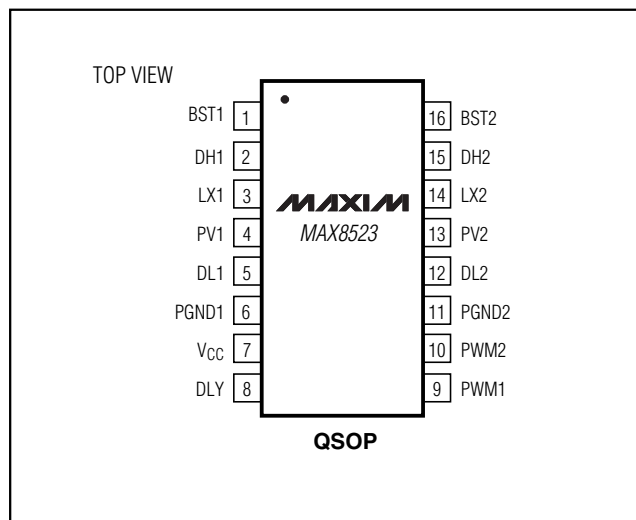 TOP VIEW
BST1 1 16 BST2
DH1 2 15 DH2
LX1 3 14 LX2
MAXIM
PV1 4 MAX8523 13 PV2
DL1 5 12 DL2
PGND1 6 11 PGND2
VCC 7 10 PWM2
DLY 8 9 PWM1
QSOP